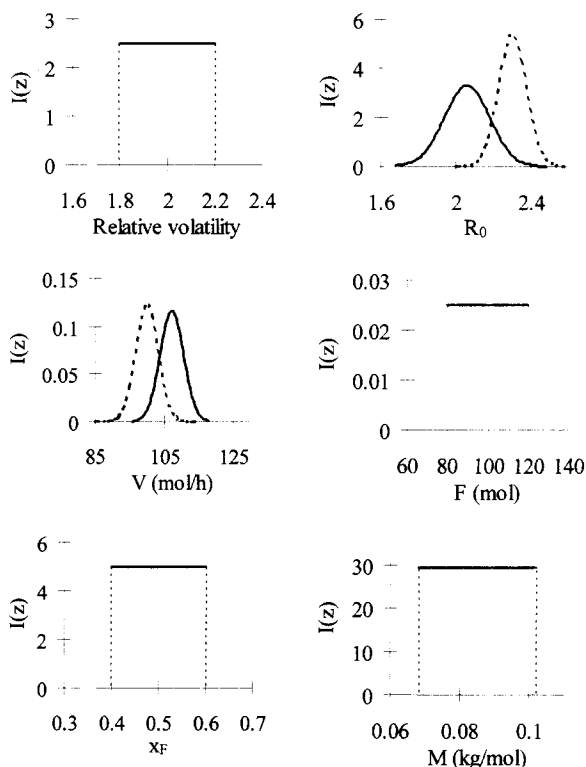 3
2
1
0
I(z)
1.6 1.8 2 2.2 2.4
Relative volatility
6
4
2
0
I(z)
1.6 2 2.4
R₀
0.15
0.1
0.05
0
I(z)
85 105 125
V (mol/h)
0.03
0.02
0.01
0
I(z)
60 80 100 120 140
F (mol)
6
4
2
0
I(z)
0.3 0.4 0.5 0.6 0.7
x_F
30
20
10
0
I(z)
0.06 0.08 0.1
M (kg/mol)